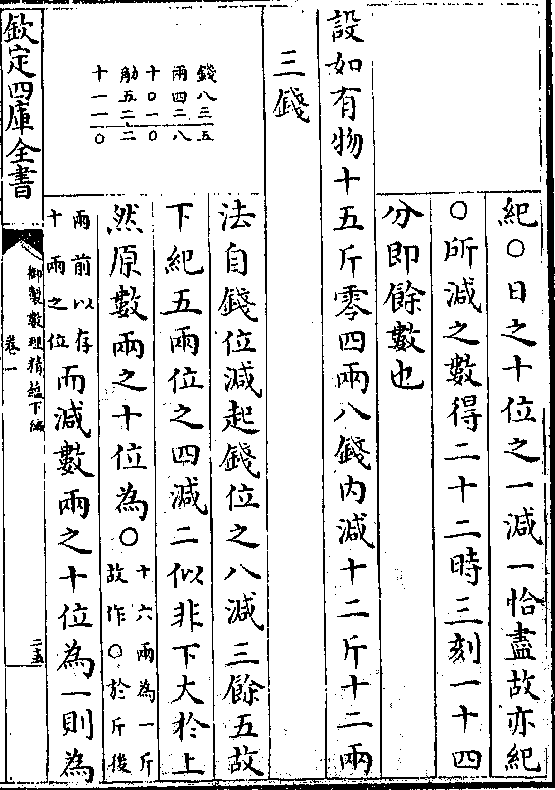 紀〇日之十位之一減一恰盡故亦紀
〇所減之數得二十二時三刻一十四
分即餘數也
設如有物十五斤零四兩八錢內減十二斤十二兩
三錢
錢八三五
兩四二八
十〇一〇
觔五二二
十一一〇
法自錢位減起錢位之八減三餘五故
下紀五兩位之四減二似非下大於上
然原數兩之十位為〇十六兩為一斤故作〇於斤後
兩前以存十兩之位而減數兩之十位為一則為
欽定四庫全書
御製數理精蘊下編
卷一
二五